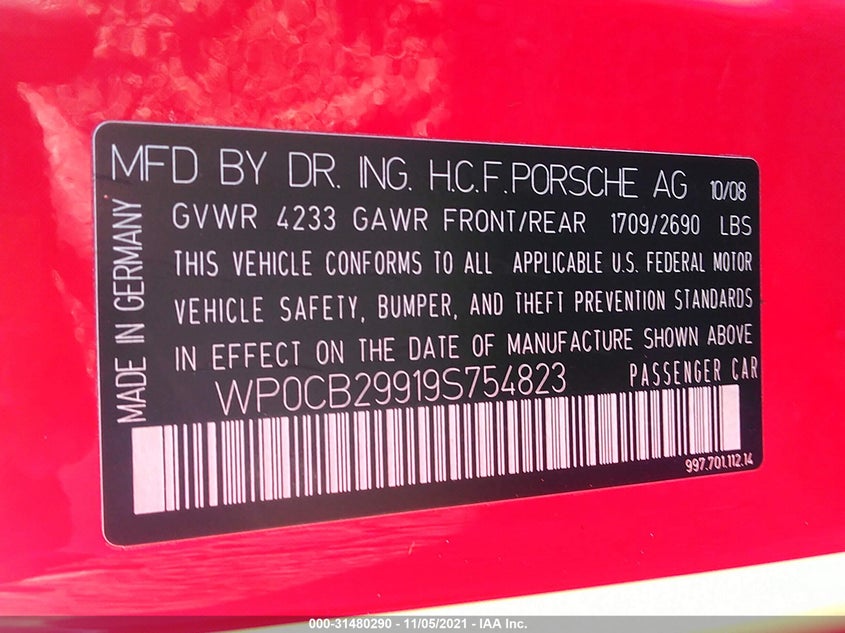 MFD BY DR. ING. H.C.F. PORSCHE AG 10/08
GVWR 4233 GAWR FRONT/REAR 1709/2690 LBS
THIS VEHICLE CONFORMS TO ALL APPLICABLE U.S. FEDERAL MOTOR
VEHICLE SAFETY, BUMPER, AND THEFT PREVENTION STANDARDS
IN EFFECT ON THE DATE OF MANUFACTURE SHOWN ABOVE
WP0CB29919S754823 PASSENGER CAR
997.701.112.14
MADE IN GERMANY
000-31480290 - 11/05/2021 - IAA Inc.